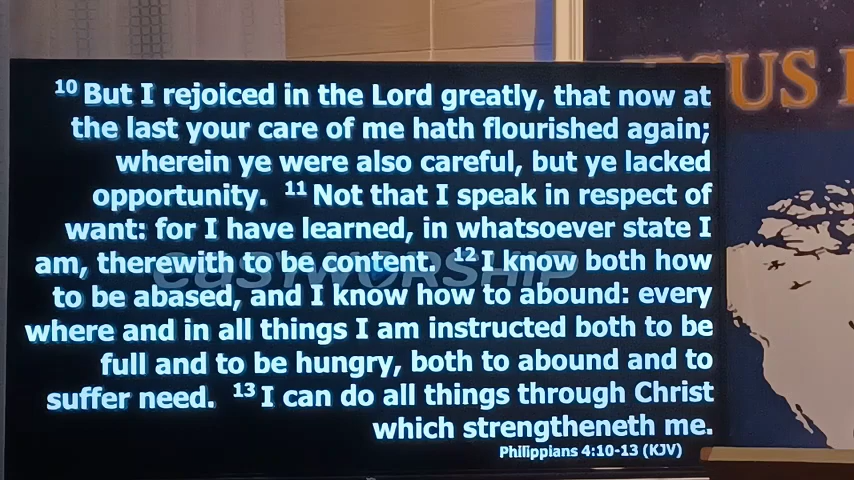 10 But I rejoiced in the Lord greatly, that now at
the last your care of me hath flourished again;
wherein ye were also careful, but ye lacked
opportunity. 11 Not that I speak in respect of
want: for I have learned, in whatsoever state I
am, therewith to be content. 12 I know both how
to be abased, and I know how to abound: every
where and in all things I am instructed both to be
full and to be hungry, both to abound and to
suffer need. 13 I can do all things through Christ
which strengtheneth me.
Philippians 4:10-13 (KJV)
easyworship